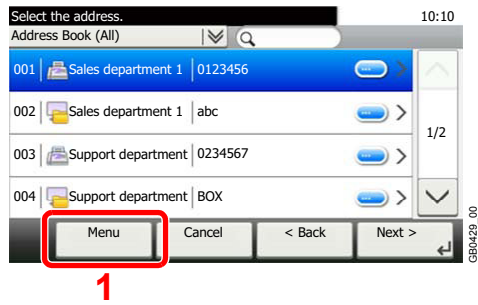 Select the address. 10:10
Address Book (All)
001 Sales department 1 0123456
002 Sales department 1 abc
003 Support department 0234567
1/2
004 Support department BOX
Menu Cancel < Back Next >
GB0429_00
1